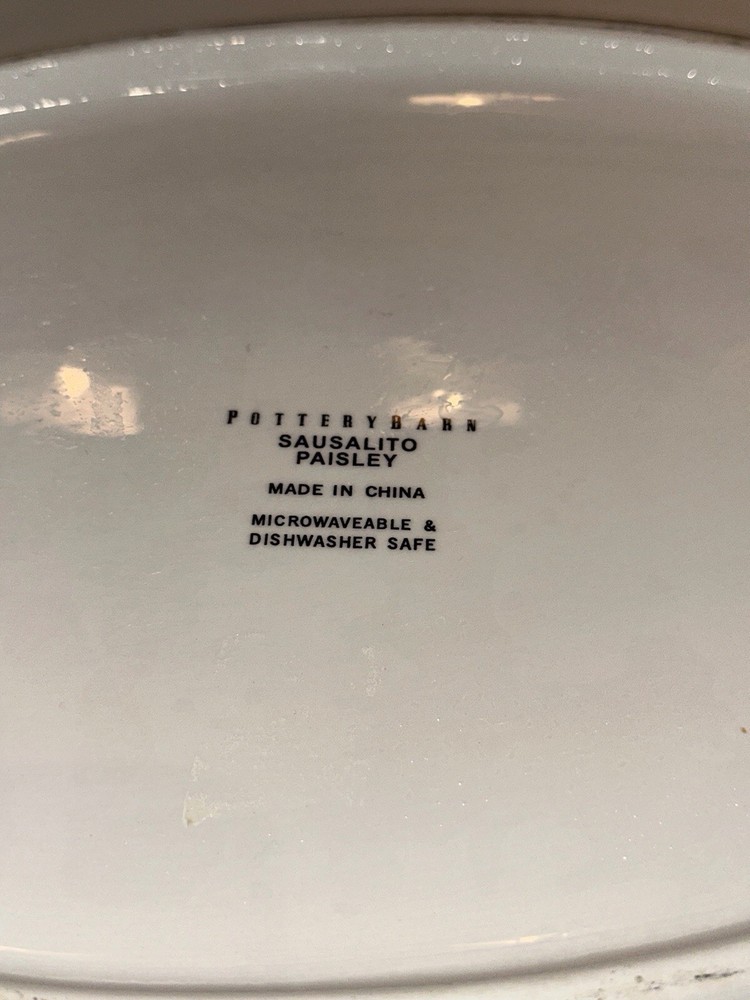 POTTERYBARN
SAUSALITO
PAISLEY
MADE IN CHINA
MICROWAVEABLE &
DISHWASHER SAFE